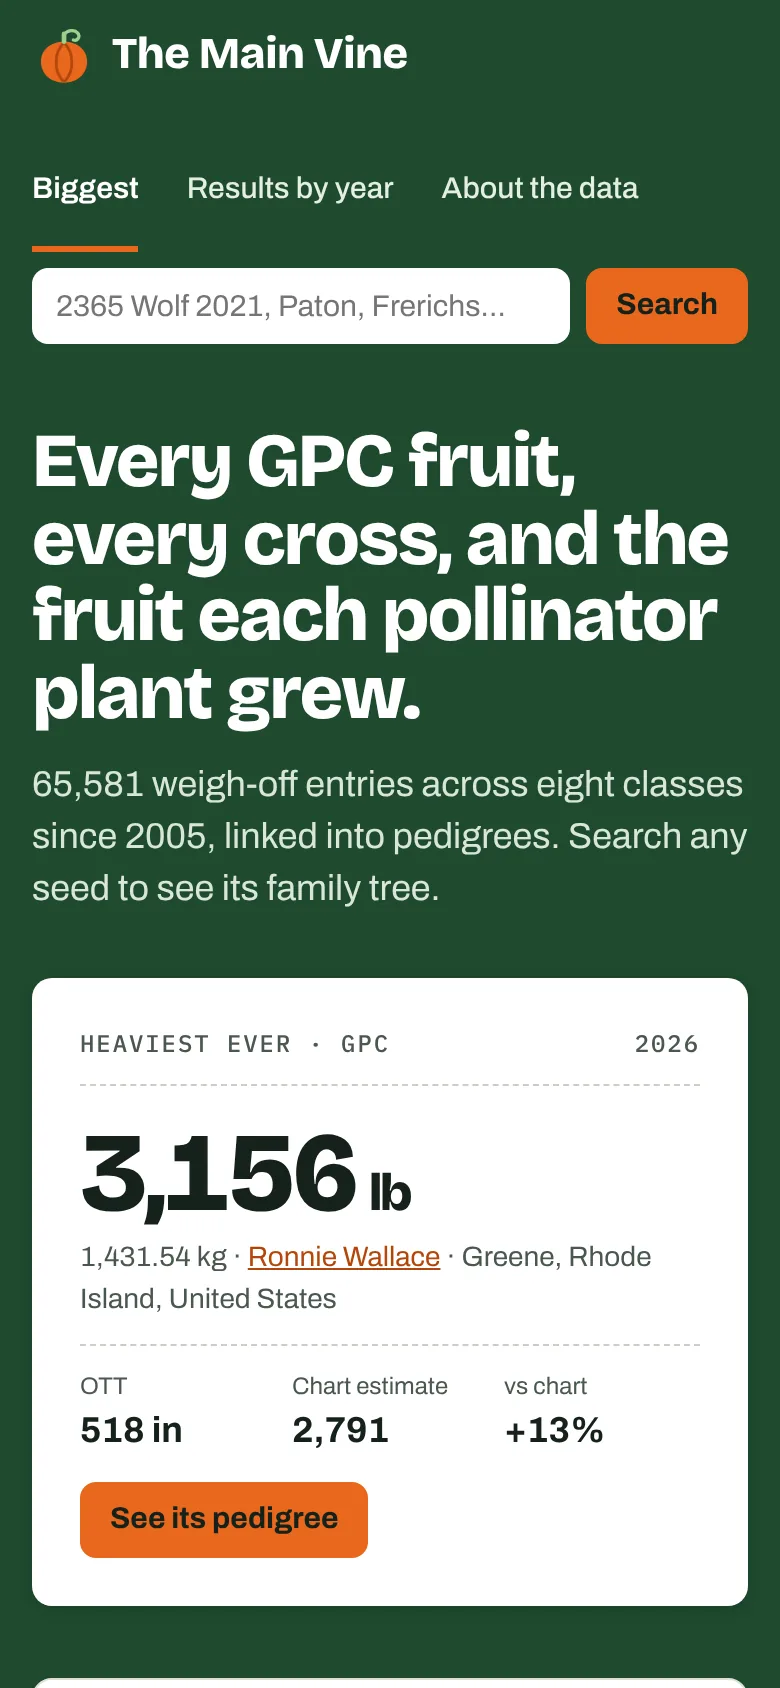 The Main Vine
Biggest
Results by year
About the data
2365 Wolf 2021, Paton, Frerichs...
Search
Every GPC fruit,
every cross, and the
fruit each pollinator
plant grew.
65,581 weigh-off entries across eight classes
since 2005, linked into pedigrees. Search any
seed to see its family tree.
HEAVIEST EVER · GPC
2026
3,156 lb
1,431.54 kg · Ronnie Wallace · Greene, Rhode
Island, United States
OTT
Chart estimate
vs chart
518 in
2,791
+13%
See its pedigree